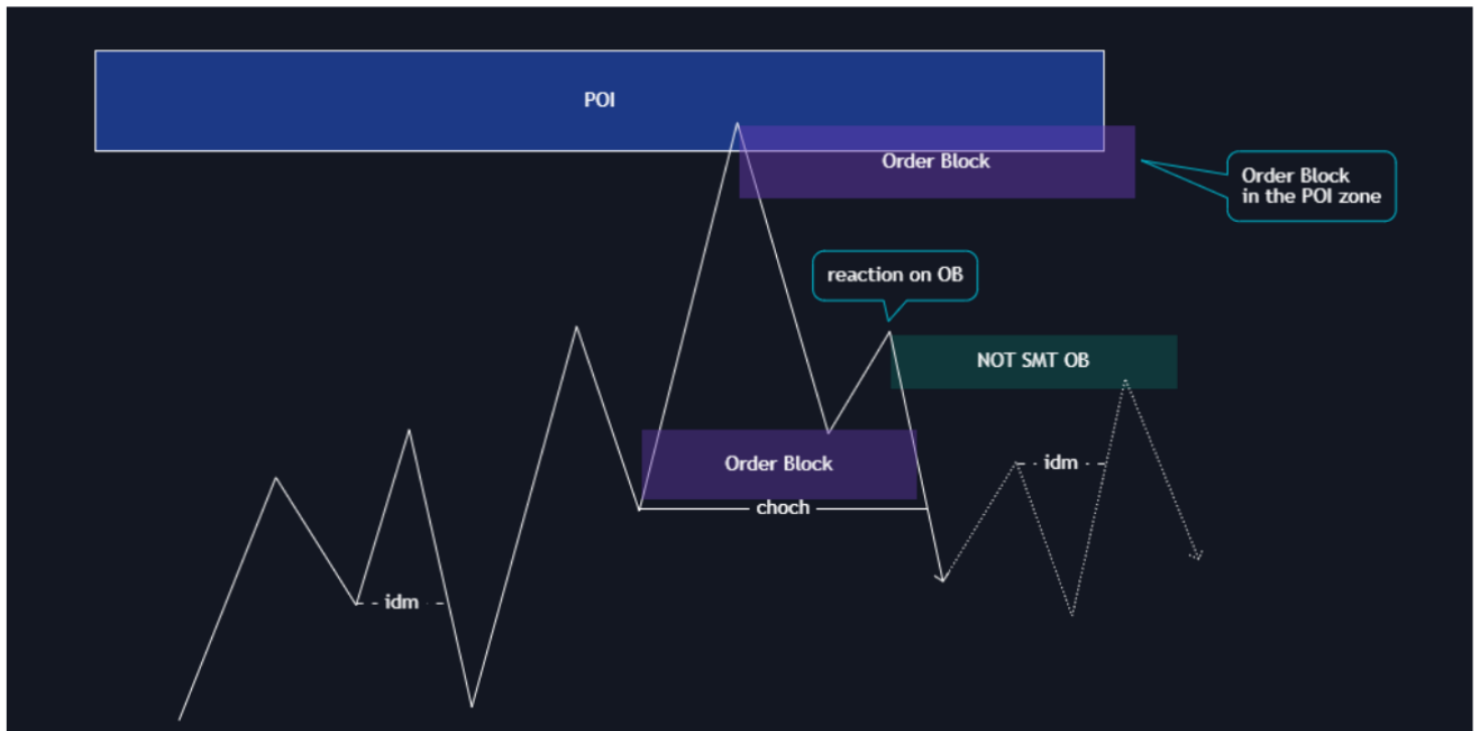 POI
Order Block
Order Block
in the POI zone
reaction on OB
NOT SMT OB
Order Block
idm
choch
idm